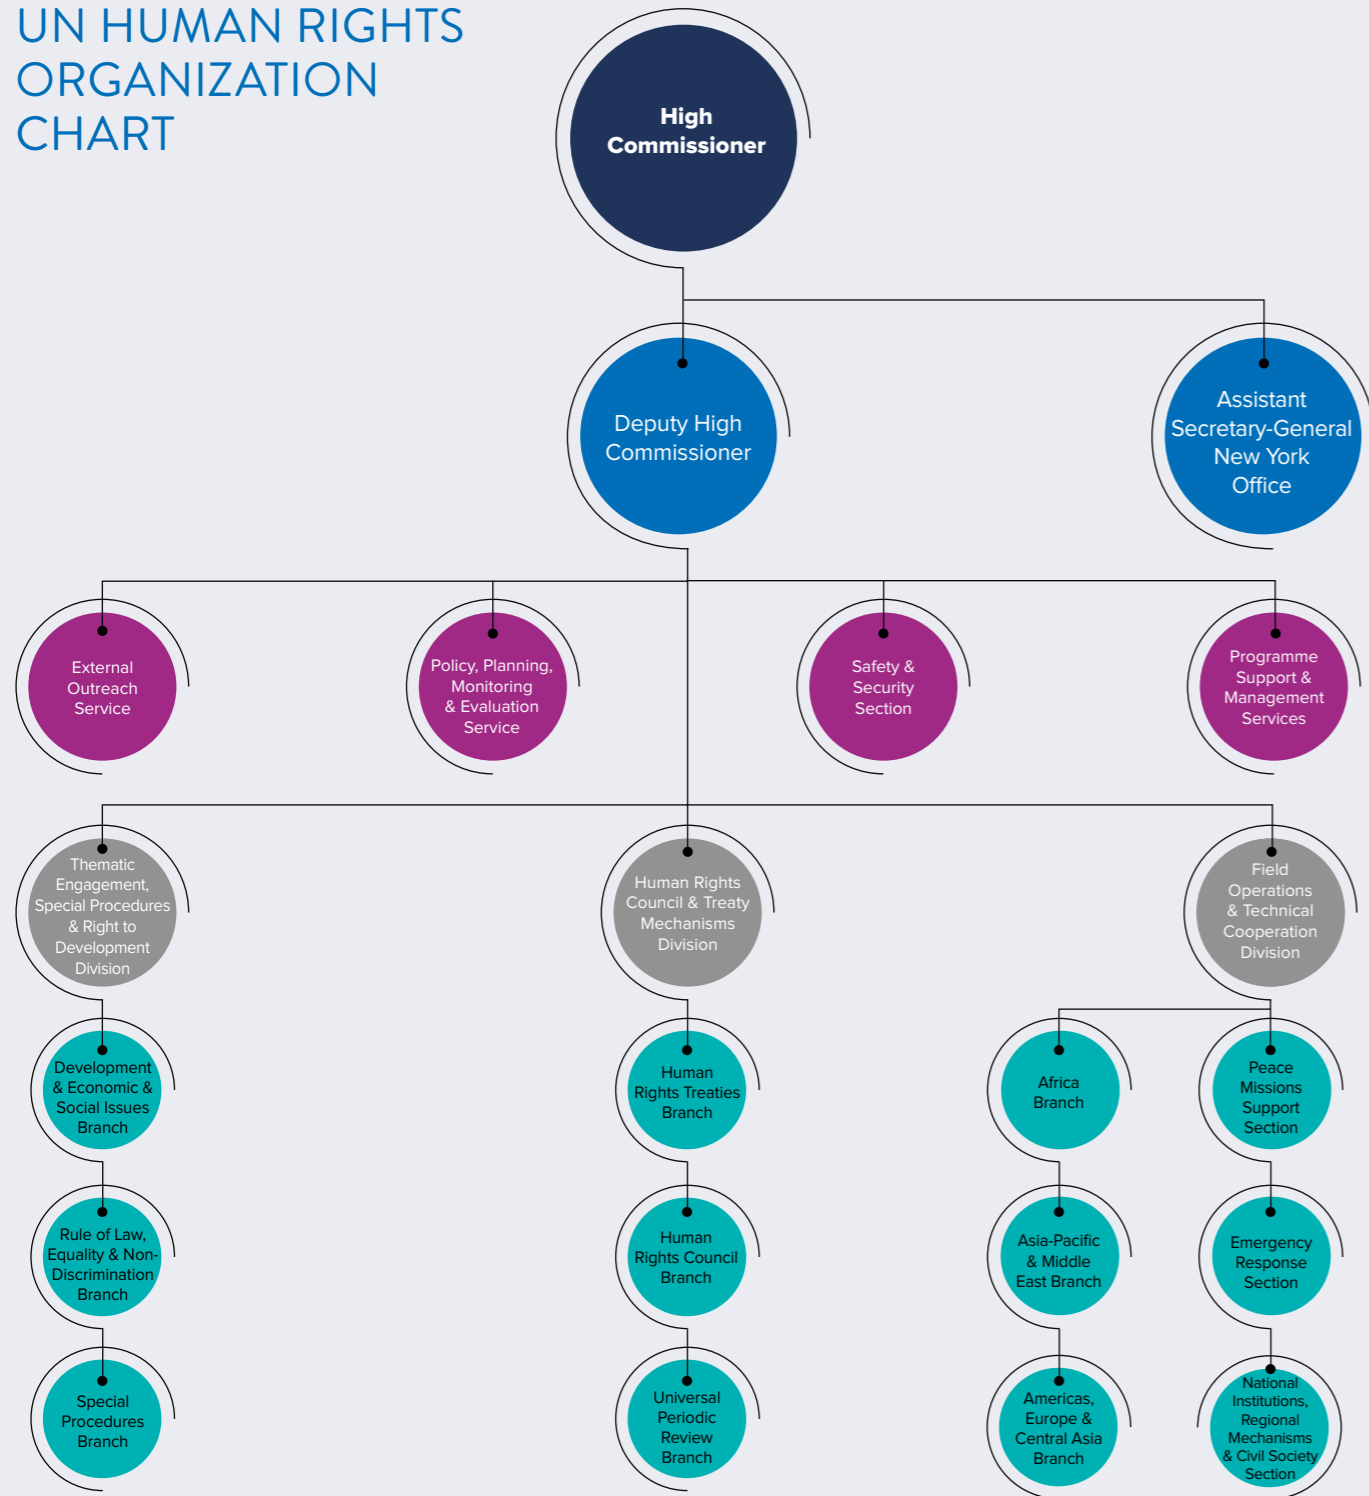 UN HUMAN RIGHTS
ORGANIZATION
CHART
High
Commissioner
Deputy High
Commissioner
Assistant
Secretary-General
New York
Office
External
Outreach
Service
Policy, Planning,
Monitoring
& Evaluation
Service
Safety &
Security
Section
Programme
Support &
Management
Services
Thematic
Engagement,
Special Procedures
& Right to
Development
Division
Human Rights
Council & Treaty
Mechanisms
Division
Field
Operations
& Technical
Cooperation
Division
Development
& Economic &
Social Issues
Branch
Human
Rights Treaties
Branch
Africa
Branch
Peace
Missions
Support
Section
Rule of Law,
Equality & Non-
Discrimination
Branch
Human
Rights Council
Branch
Asia-Pacific
& Middle
East Branch
Emergency
Response
Section
Special
Procedures
Branch
Universal
Periodic
Review
Branch
Americas,
Europe &
Central Asia
Branch
National
Institutions,
Regional
Mechanisms
& Civil Society
Section